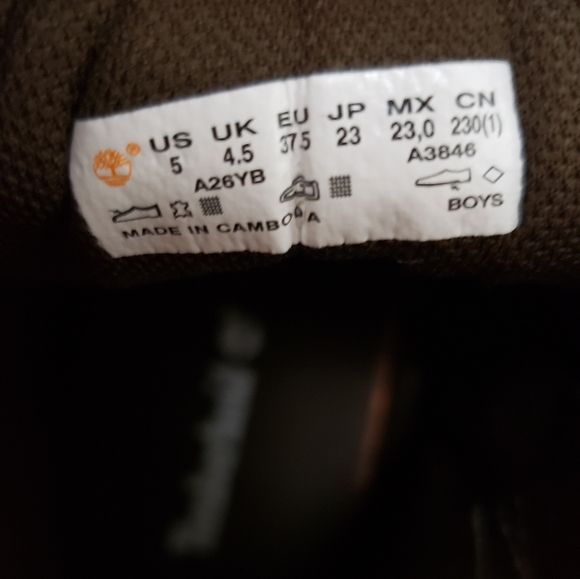 US UK EU JP MX CN
5 4.5 37.5 23 23,0 230(1)
A26YB A3846
BOYS
MADE IN CAMBODIA